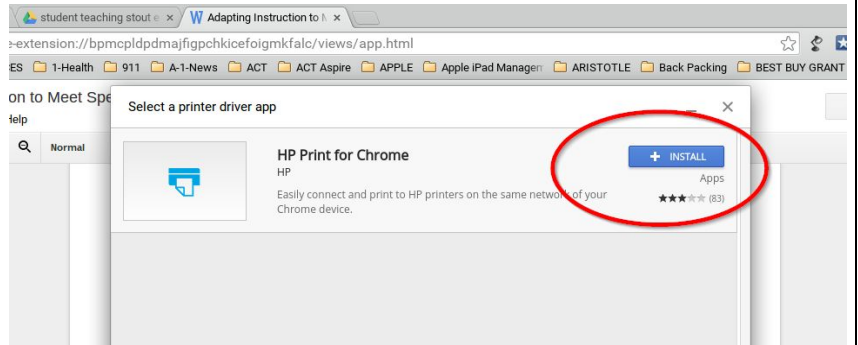 student teaching stout e × W Adapting Instruction to M ×
e-extension://bpmcpldpdmajfigpchkicefoigmkfalc/views/app.html
ES 1-Health 911 A-1-News ACT ACT Aspire APPLE Apple iPad Managem ARISTOTLE Back Packing BEST BUY GRANT
on to Meet Spe
Help
Normal
Select a printer driver app
HP Print for Chrome
HP
Easily connect and print to HP printers on the same network of your
Chrome device.
+ INSTALL
Apps
★★★☆☆ (83)